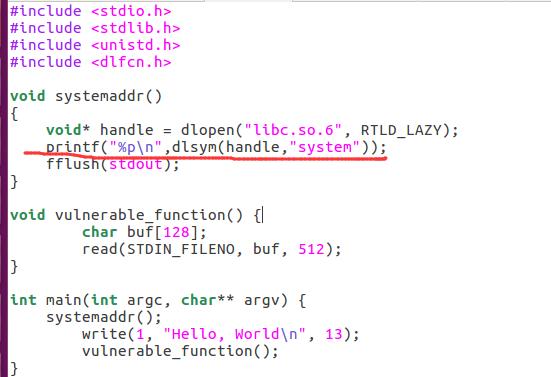 #include <stdio.h>
#include <stdlib.h>
#include <unistd.h>
#include <dlfcn.h>
void systemaddr()
{
void* handle = dlopen("libc.so.6", RTLD_LAZY);
printf("%p\n",dlsym(handle,"system"));
fflush(stdout);
}
void vulnerable_function() {
char buf[128];
read(STDIN_FILENO, buf, 512);
}
int main(int argc, char** argv) {
systemaddr();
write(1, "Hello, World\n", 13);
vulnerable_function();
}